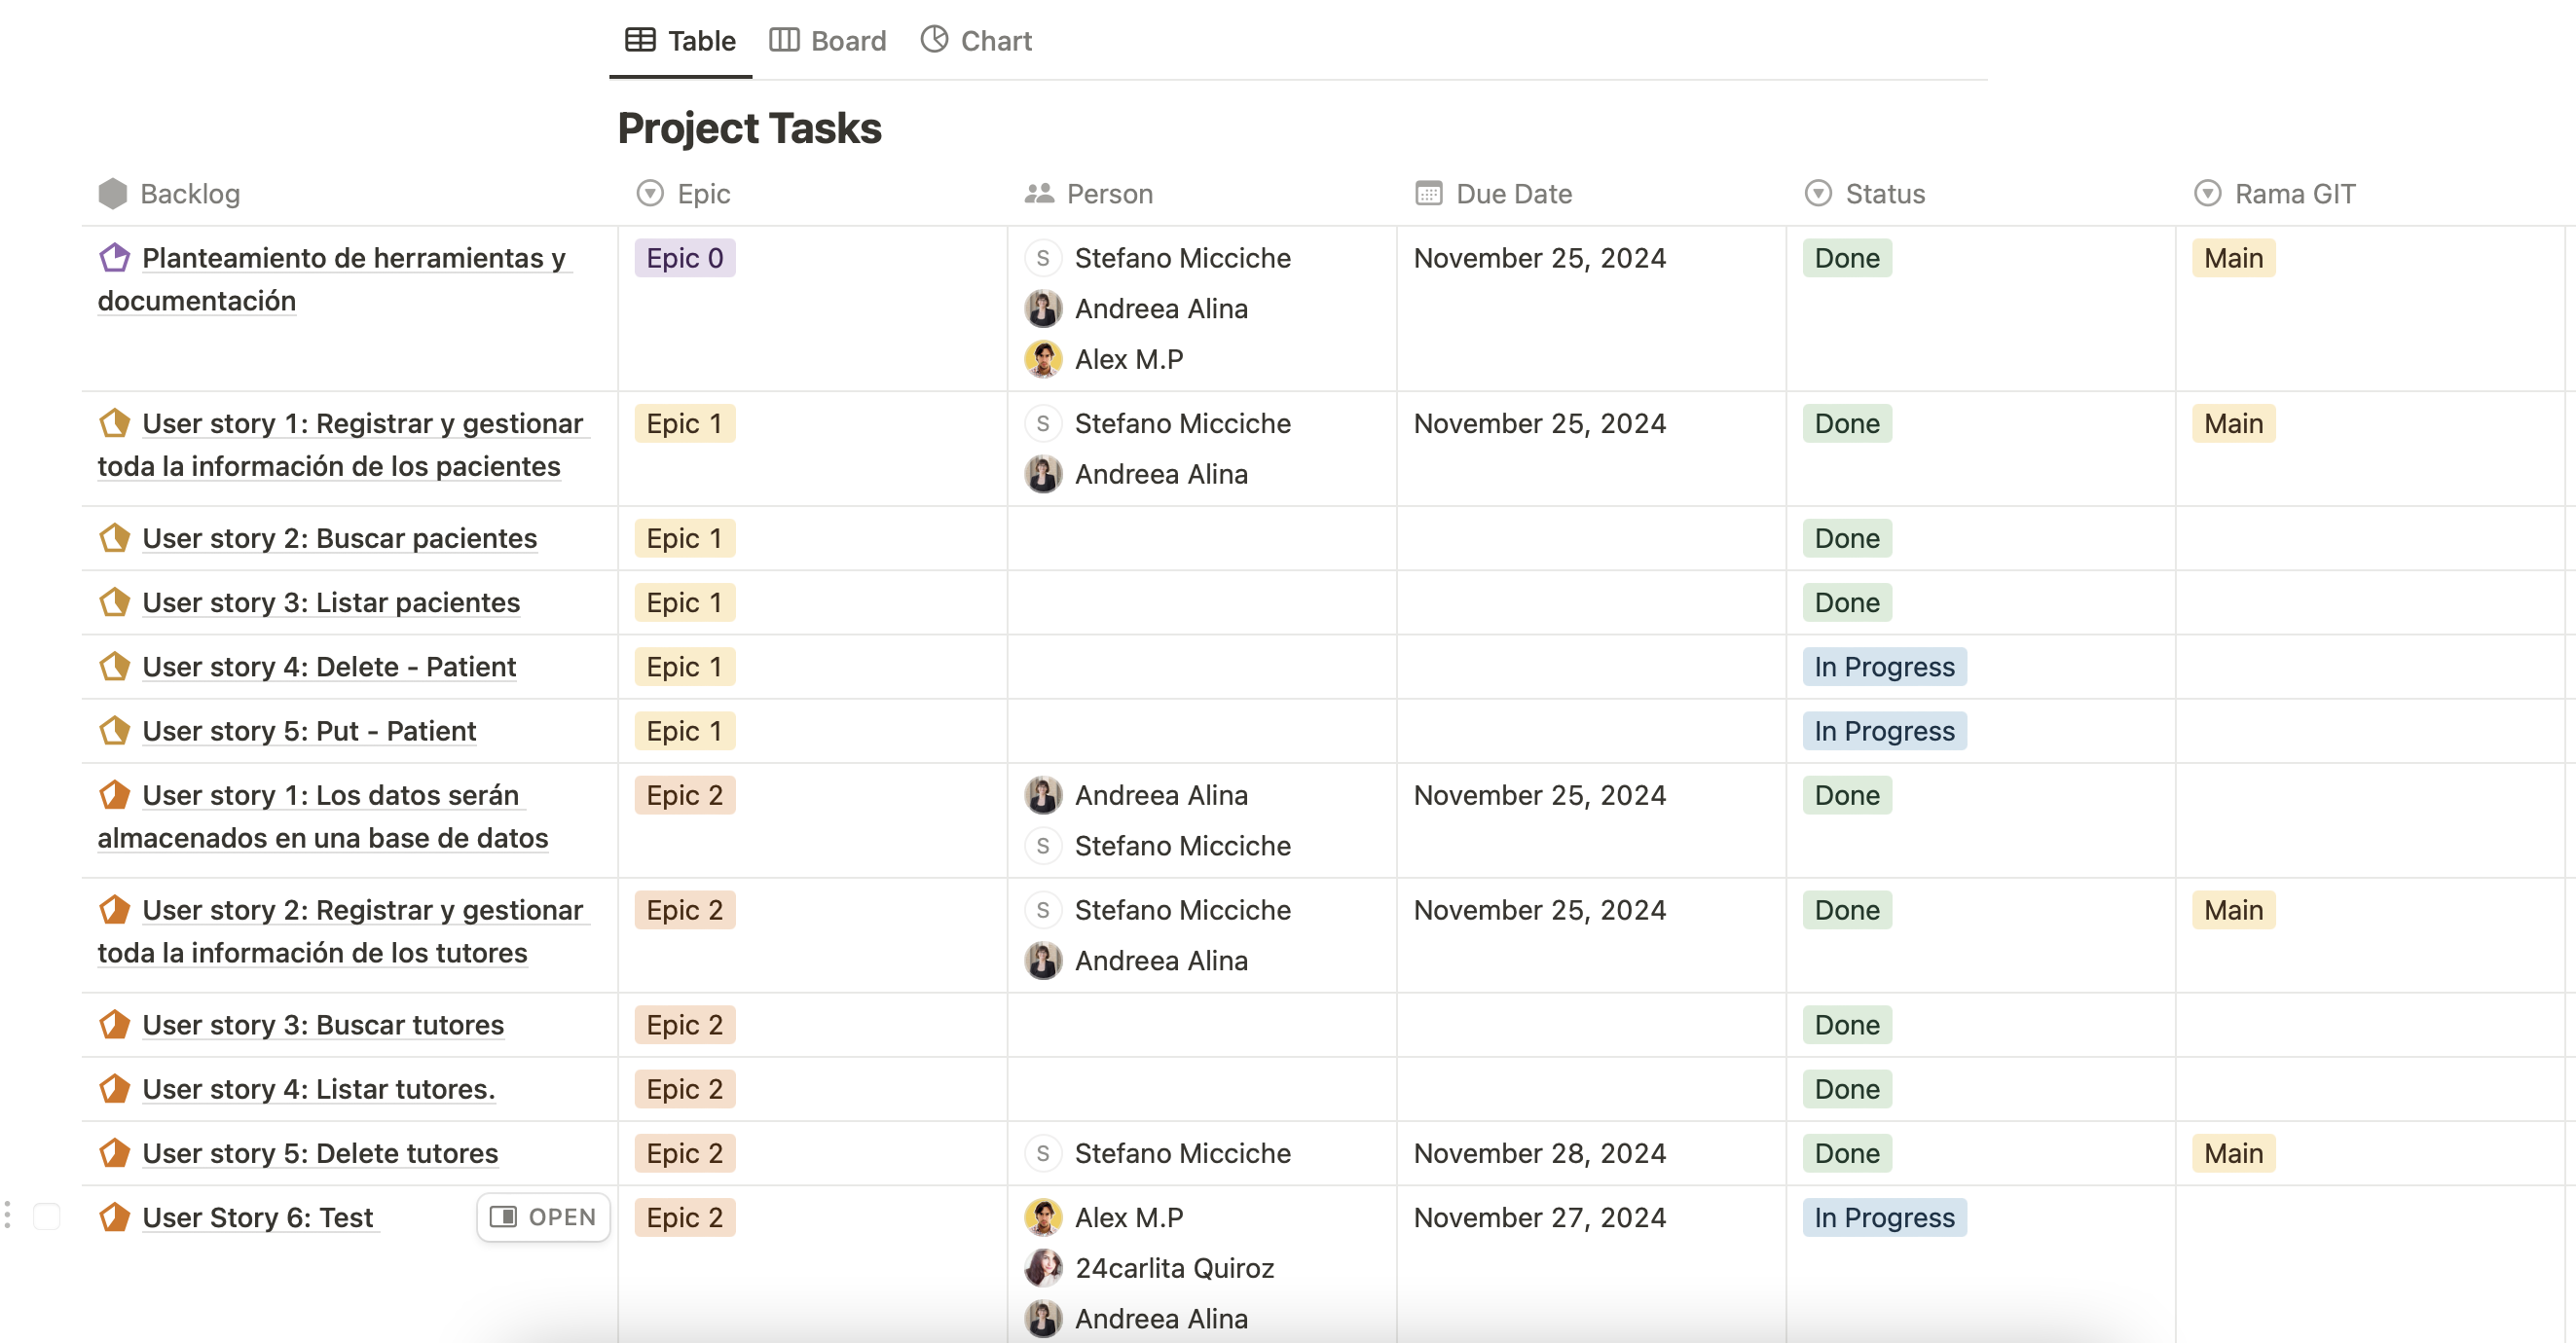 Table Board Chart
Project Tasks
Backlog Epic Person Due Date Status Rama GIT
Planteamiento de herramientas y Epic 0 S Stefano Micciche November 25, 2024 Done Main
documentación Andreea Alina
Alex M.P
User story 1: Registrar y gestionar Epic 1 S Stefano Micciche November 25, 2024 Done Main
toda la información de los pacientes Andreea Alina
User story 2: Buscar pacientes Epic 1 Done
User story 3: Listar pacientes Epic 1 Done
User story 4: Delete - Patient Epic 1 In Progress
User story 5: Put - Patient Epic 1 In Progress
User story 1: Los datos serán Epic 2 Andreea Alina November 25, 2024 Done
almacenados en una base de datos S Stefano Micciche
User story 2: Registrar y gestionar Epic 2 S Stefano Micciche November 25, 2024 Done Main
toda la información de los tutores Andreea Alina
User story 3: Buscar tutores Epic 2 Done
User story 4: Listar tutores. Epic 2 Done
User story 5: Delete tutores Epic 2 S Stefano Micciche November 28, 2024 Done Main
User Story 6: Test OPEN Epic 2 Alex M.P November 27, 2024 In Progress
24carlita Quiroz
Andreea Alina